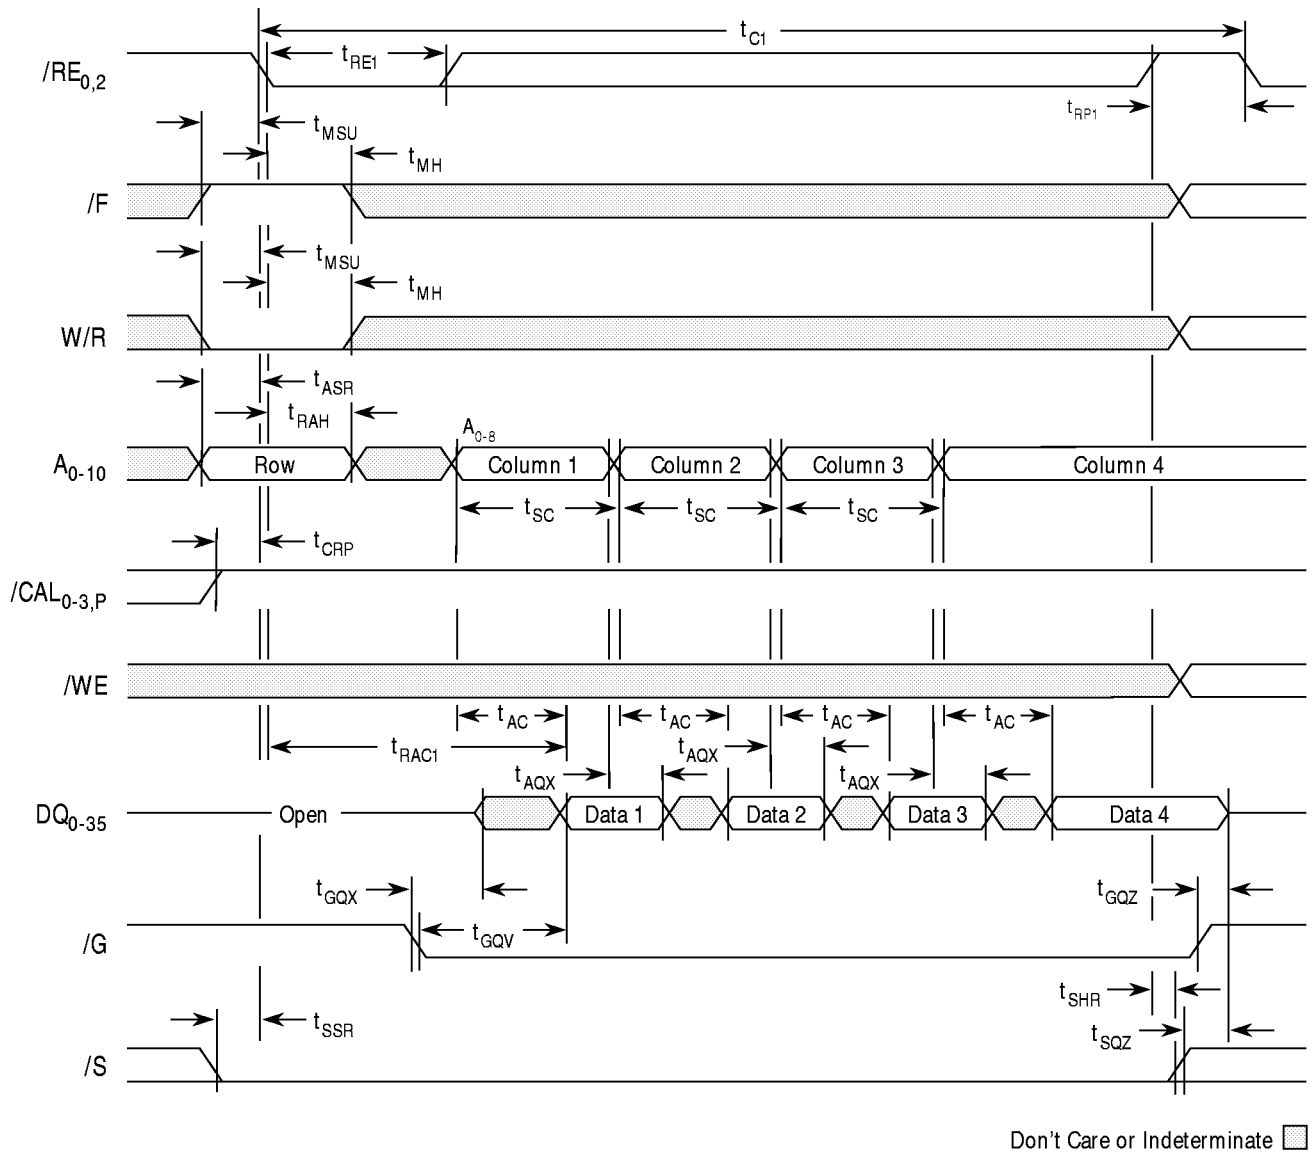 tC1
tRE1
/RE0,2
tRP1
tMSU
tMH
/F
tMSU
tMH
W/R
tASR
tRAH
A0-8
A0-10 Row Column 1 Column 2 Column 3 Column 4
tSC tSC tSC
tCRP
/CAL0-3,P
/WE
tAC tAC tAC tAC
tRAC1 tAQX
tAQX tAQX
DQ0-35 Open Data 1 Data 2 Data 3 Data 4
tGQX tGQZ
tGQV
/G
tSHR
tSSR
tSQZ
/S
Don't Care or Indeterminate